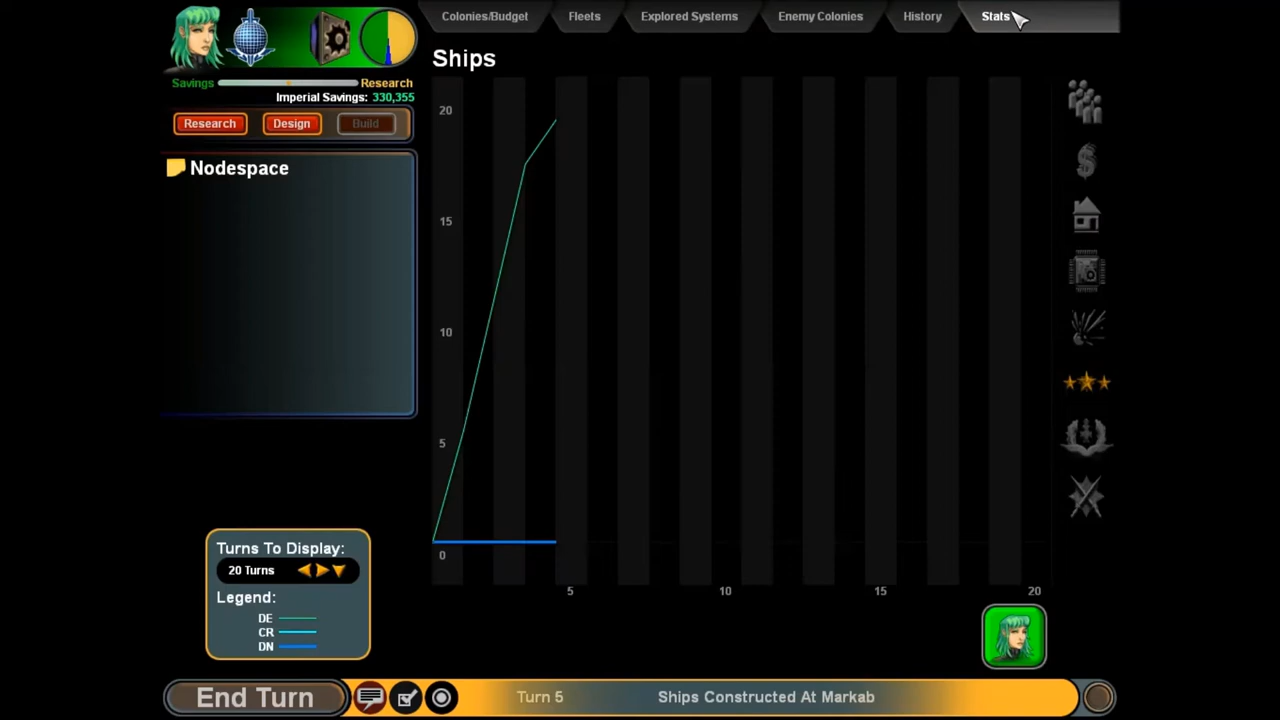 Colonies/Budget Fleets Explored Systems Enemy Colonies History Stats
Ships
Savings Research
Imperial Savings: 330,355
Research Design Build
Nodespace
20
15
10
5
0
5 10 15 20
Turns To Display:
20 Turns
Legend:
DE
CR
DN
End Turn Turn 5 Ships Constructed At Markab